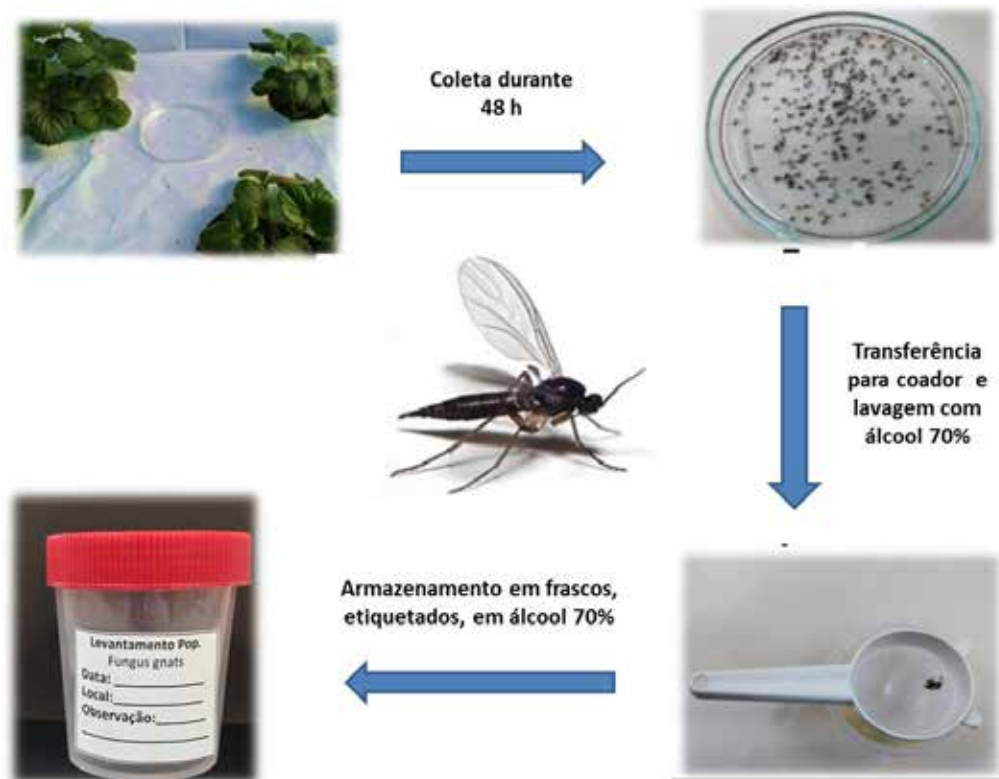 Coleta durante
48 h
Transferência
para coador e
lavagem com
álcool 70%
Armazenamento em frascos,
etiquetados, em álcool 70%
Levantamento Pop.
Fungus gnats
Data:
Local:
Observação: